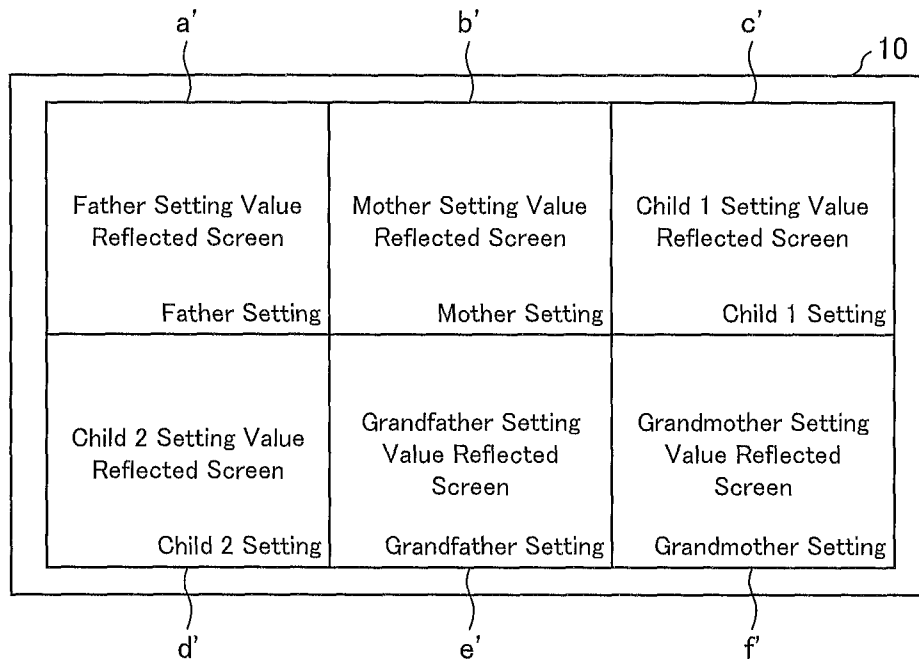 a' b' c'
10
Father Setting Value
Reflected Screen
Father Setting
Mother Setting Value
Reflected Screen
Mother Setting
Child 1 Setting Value
Reflected Screen
Child 1 Setting
Child 2 Setting Value
Reflected Screen
Child 2 Setting
Grandfather Setting
Value Reflected
Screen
Grandfather Setting
Grandmother Setting
Value Reflected
Screen
Grandmother Setting
d' e' f'